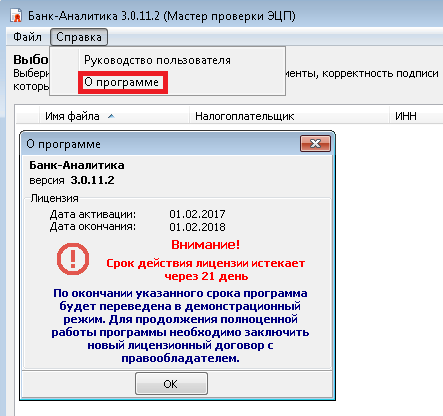 Банк-Аналитика 3.0.11.2 (Мастер проверки ЭЦП)
Файл Справка
Руководство пользователя
О программе
Выбо
Выбери менты, корректность подписи
которы
Имя файла Налогоплательщик ИНН
О программе
Банк-Аналитика
версия 3.0.11.2
Лицензия
Дата активации: 01.02.2017
Дата окончания: 01.02.2018
Внимание!
Срок действия лицензии истекает
через 21 день
По окончании указанного срока программа
будет переведена в демонстрационный
режим. Для продолжения полноценной
работы программы необходимо заключить
новый лицензионный договор с
правообладателем.
OK